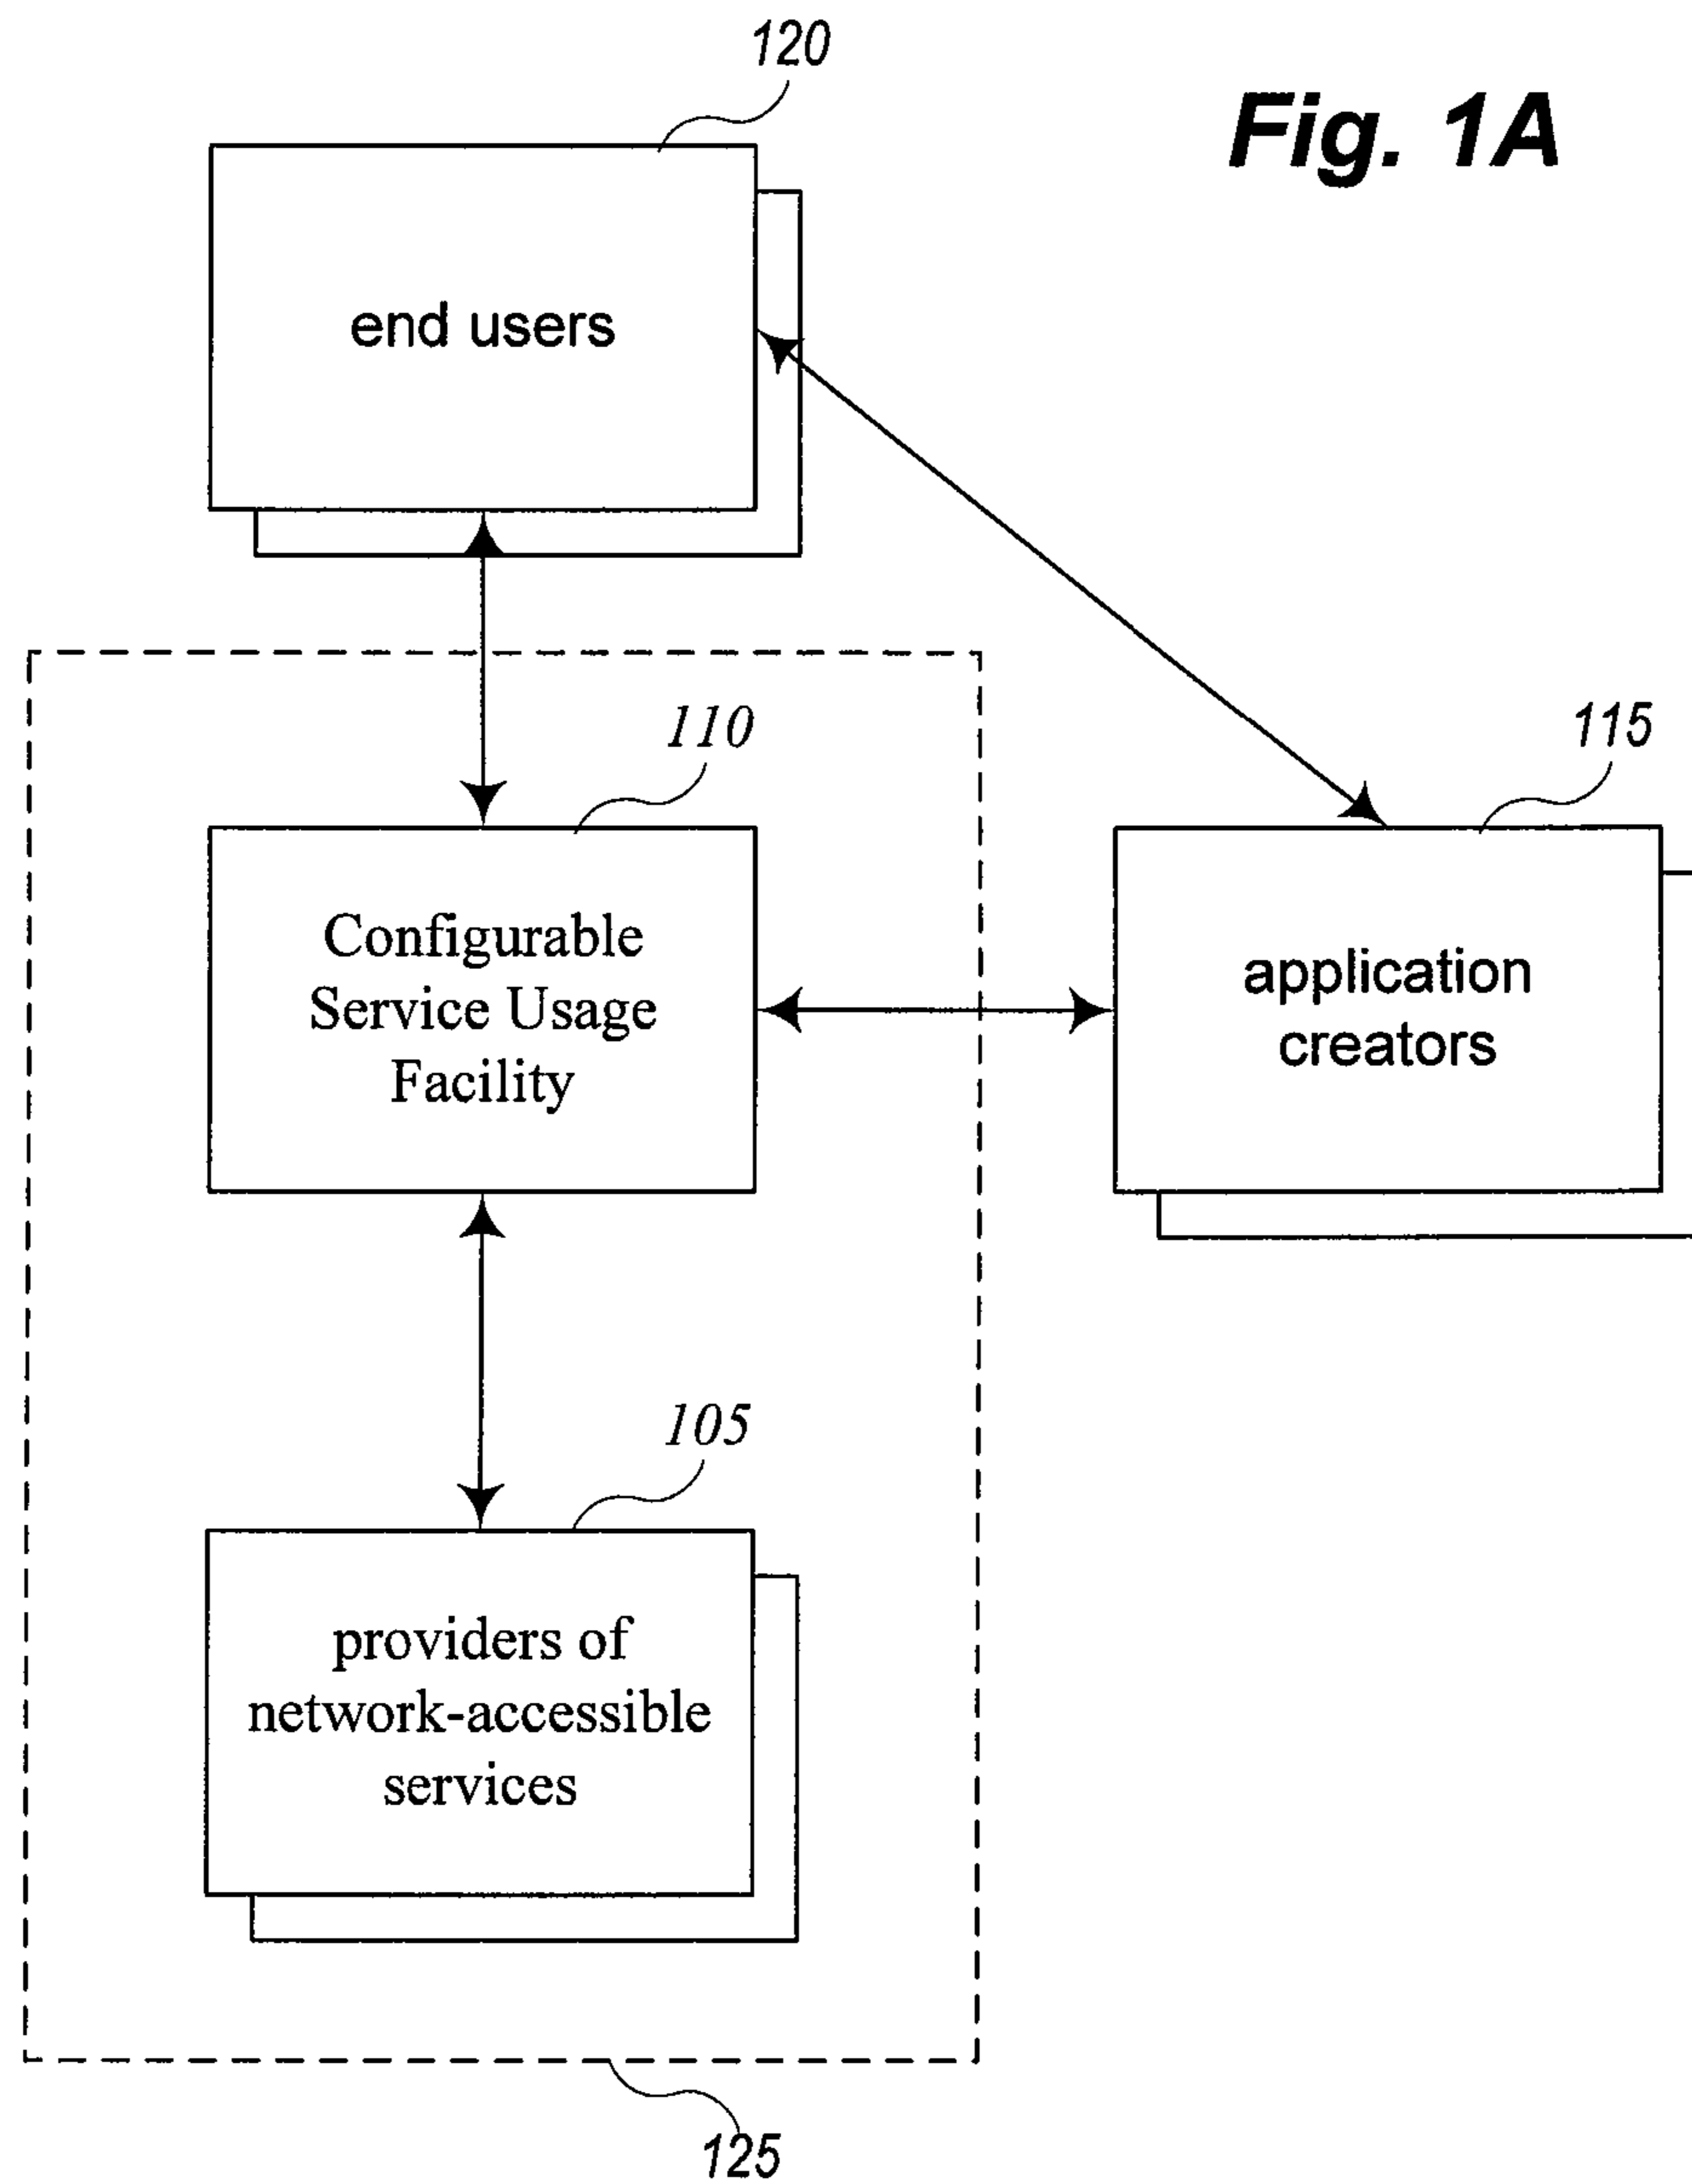 120
Fig. 1A
end users
110
115
Configurable
Service Usage
Facility
application
creators
105
providers of
network-accessible
services
125